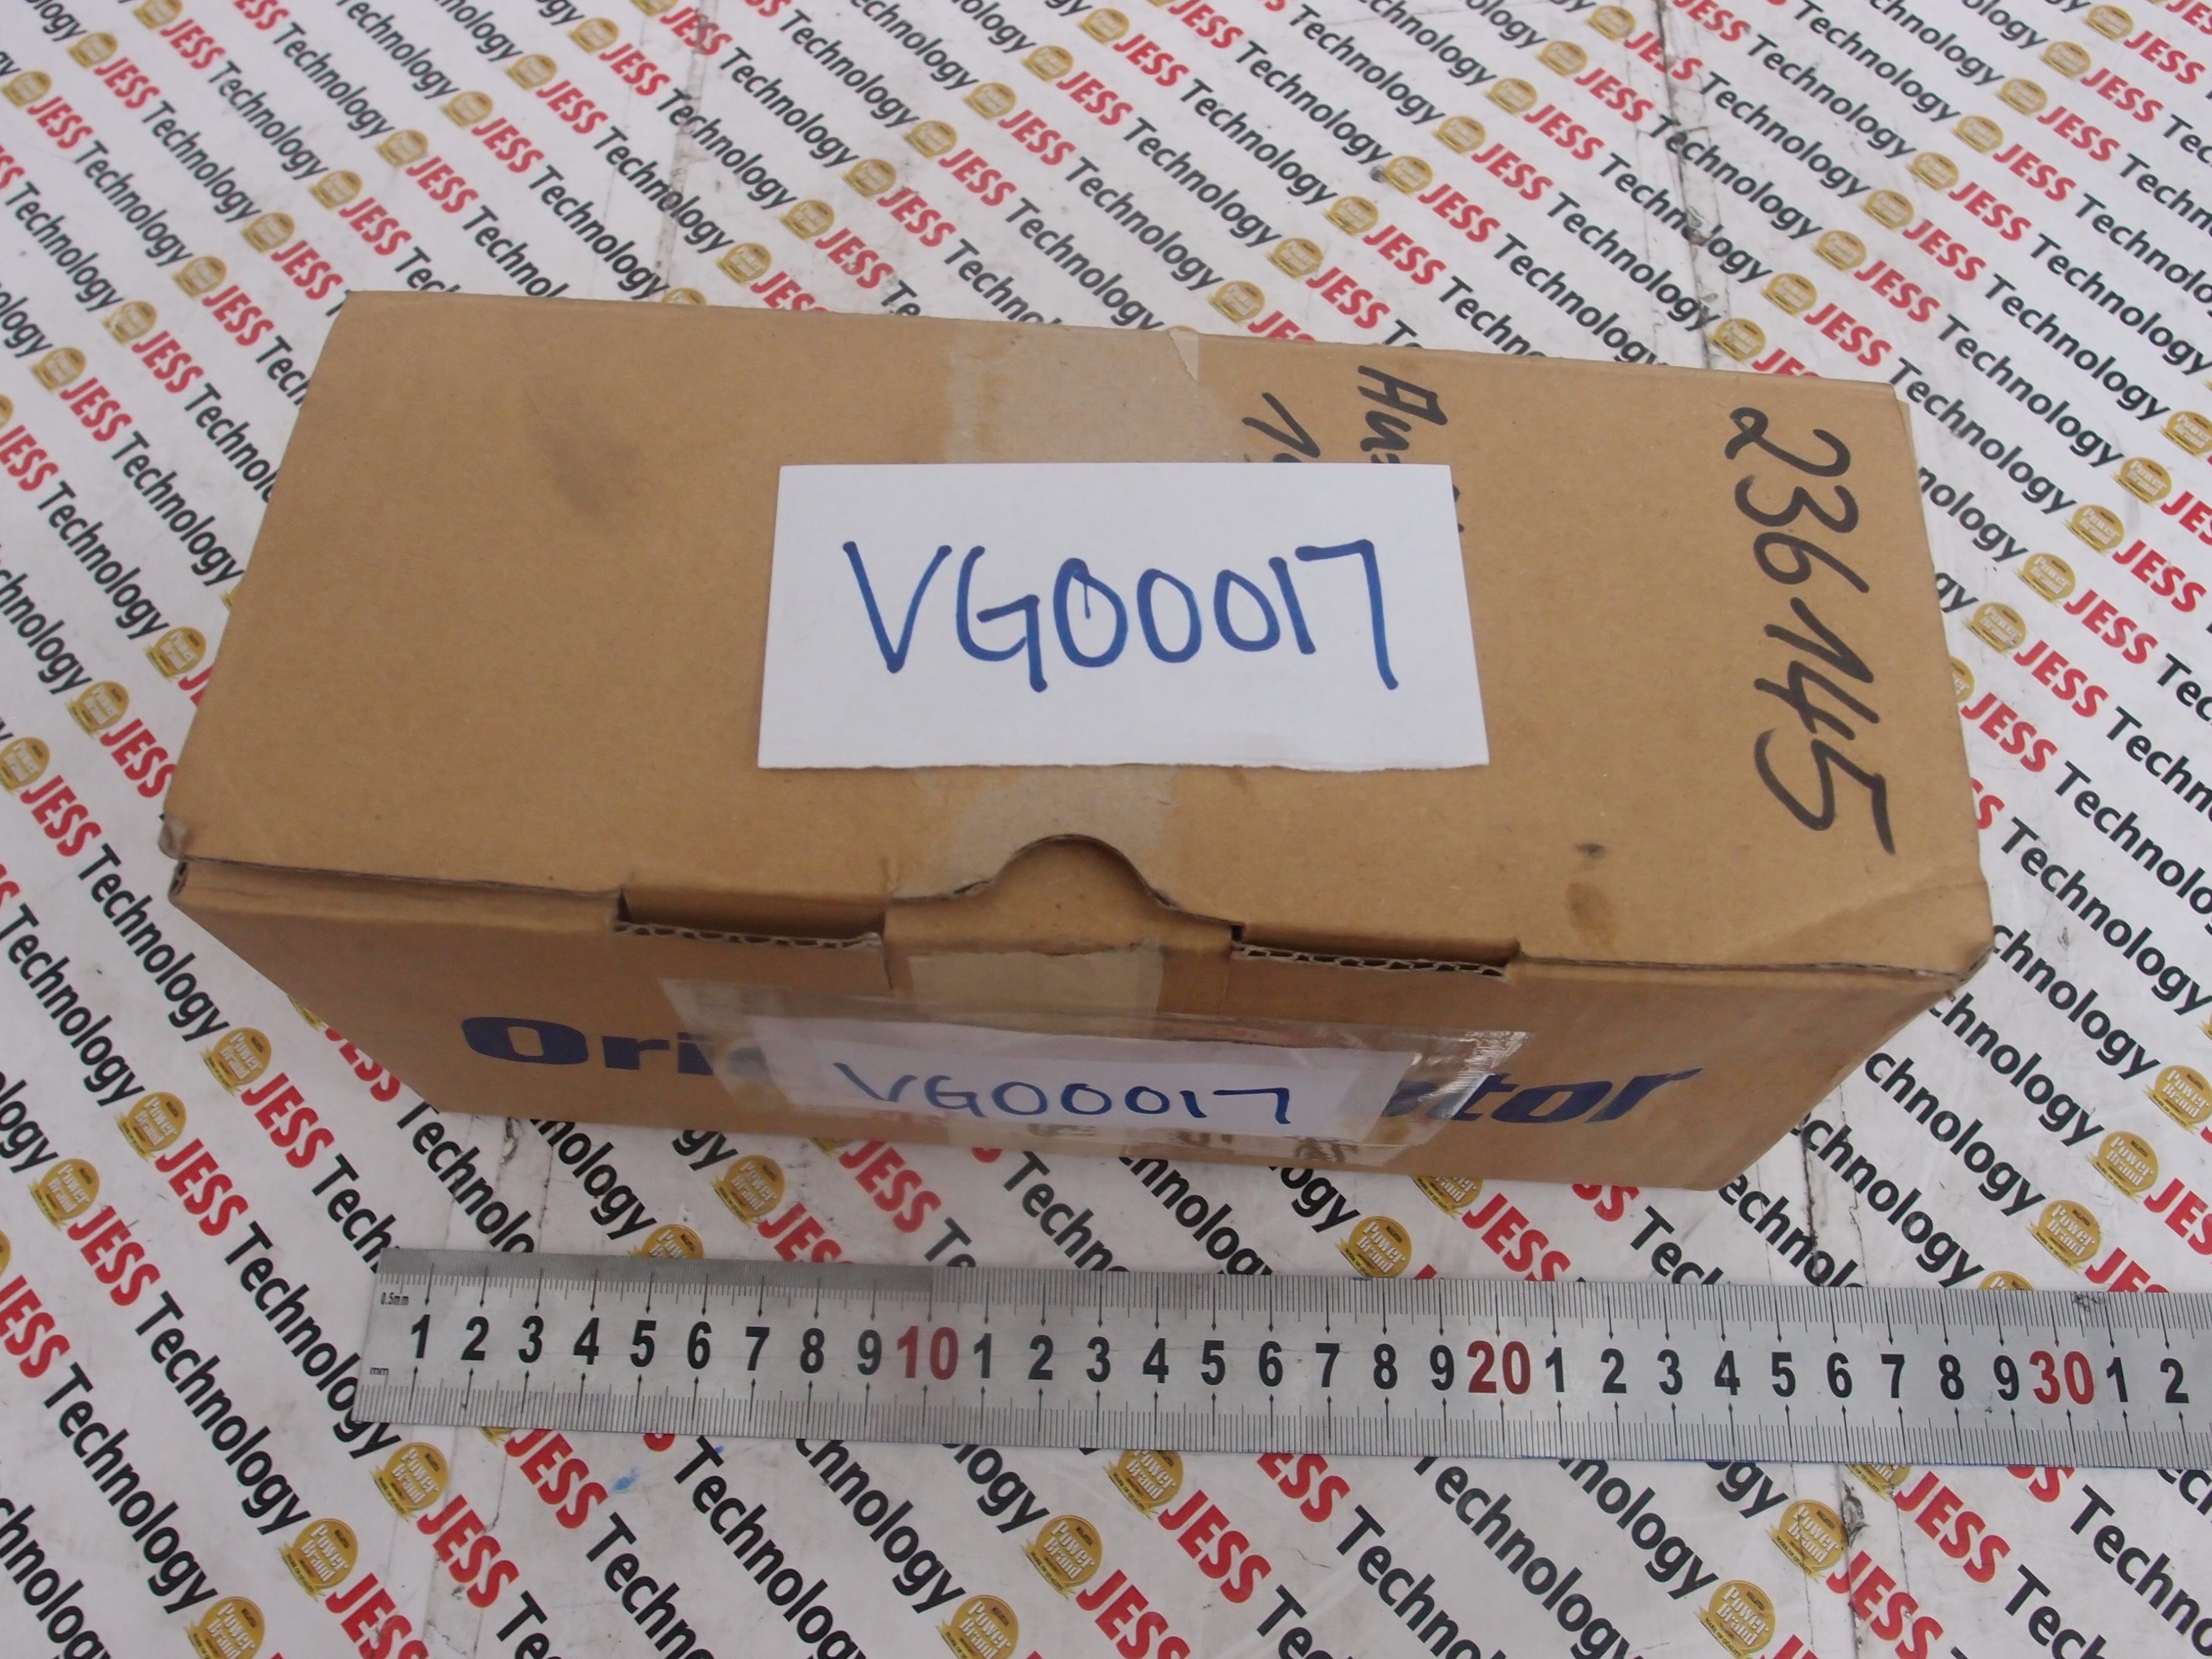 236145
VG00017
VG00017
0.5mm
1 2 3 4 5 6 7 8 9 10 1 2 3 4 5 6 7 8 9 20 1 2 3 4 5 6 7 8 9 30 1 2
mm
JESS Technology
Power Brand